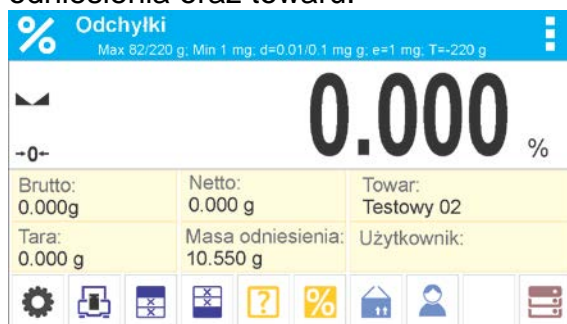 odniesienia oraz towaru.
% Odchyłki
Max 82/220 g; Min 1 mg; d=0.01/0.1 mg g; e=1 mg; T=-220 g
0.000 %
→0←
Brutto: Netto: Towar:
0.000g 0.000 g Testowy 02
Tara: Masa odniesienia: Użytkownik:
0.000 g 10.550 g
? %